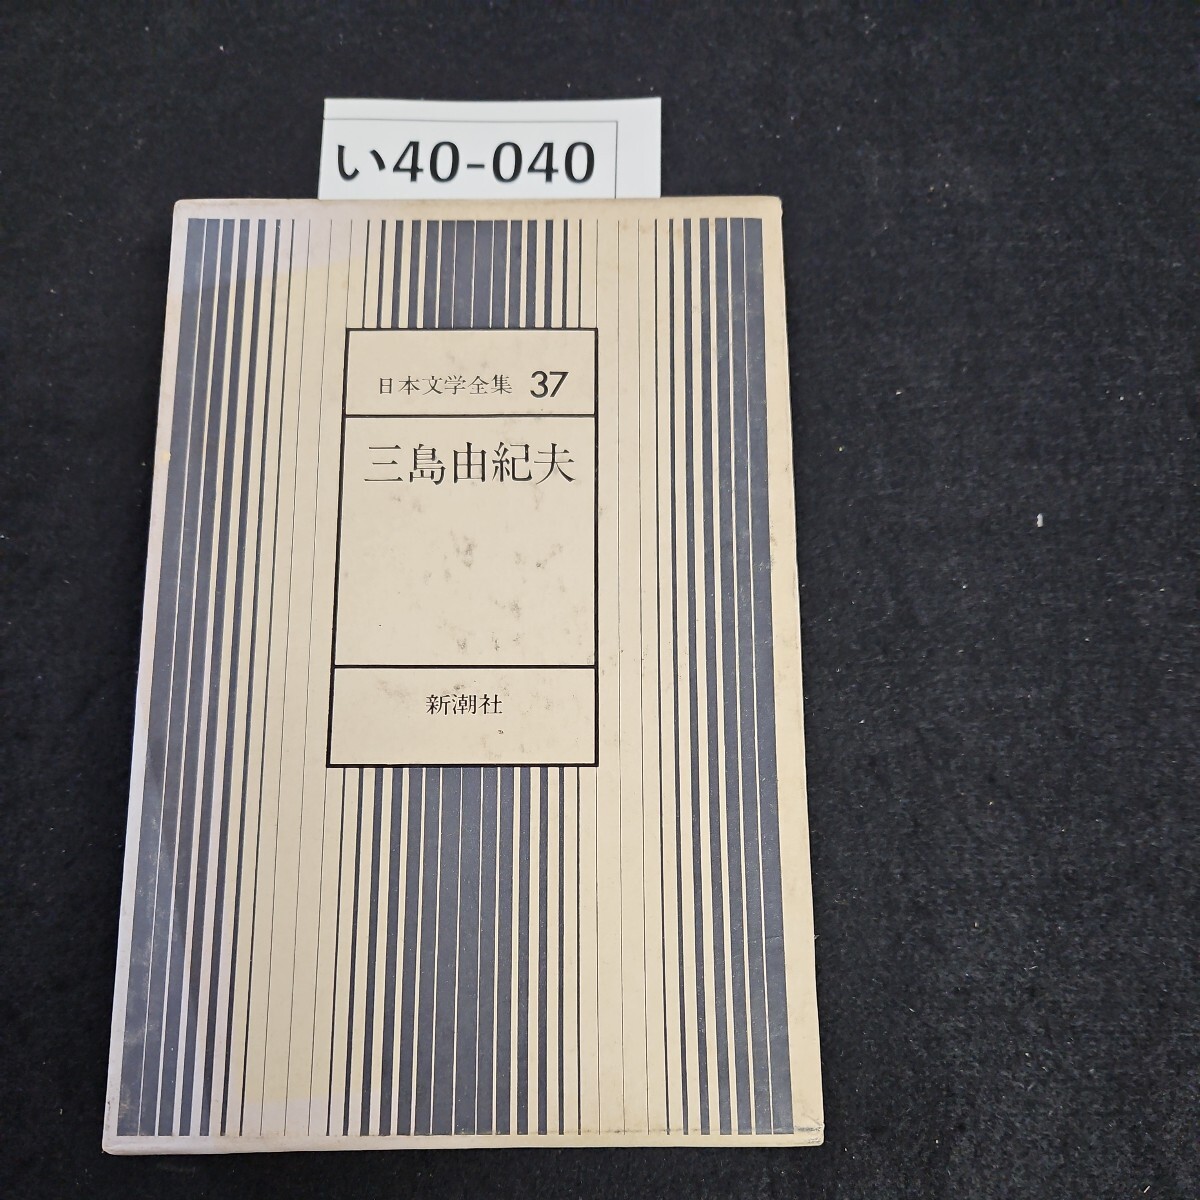 い40-040
日本文学全集 37
三島由紀夫
新潮社